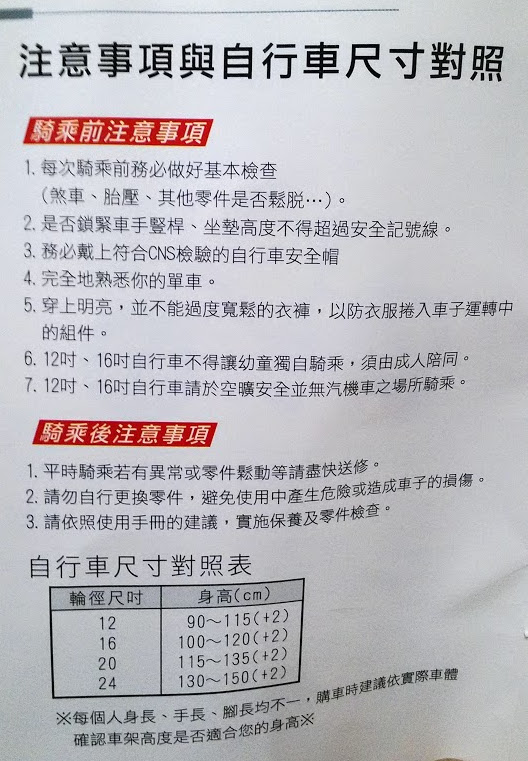 注意事項與自行車尺寸對照
騎乘前注意事項
1. 每次騎乘前務必做好基本檢查
(煞車、胎壓、其他零件是否鬆脱…)。
2. 是否鎖緊車手豎桿、坐墊高度不得超過安全記號線。
3. 務必戴上符合CNS檢驗的自行車安全帽
4. 完全地熟悉你的單車。
5. 穿上明亮，並不能過度寬鬆的衣褲，以防衣服捲入車子運轉中
的組件。
6. 12吋、16吋自行車不得讓幼童獨自騎乘，須由成人陪同。
7. 12吋、16吋自行車請於空曠安全並無汽機車之場所騎乘。
騎乘後注意事項
1. 平時騎乘若有異常或零件鬆動等請盡快送修。
2. 請勿自行更換零件，避免使用中產生危險或造成車子的損傷。
3. 請依照使用手冊的建議，實施保養及零件檢查。
自行車尺寸對照表
輪徑尺吋 身高(cm)
12 90～115(+2)
16 100～120(+2)
20 115～135(+2)
24 130～150(+2)
※每個人身長、手長、腳長均不一，購車時建議依實際車體
確認車架高度是否適合您的身高※